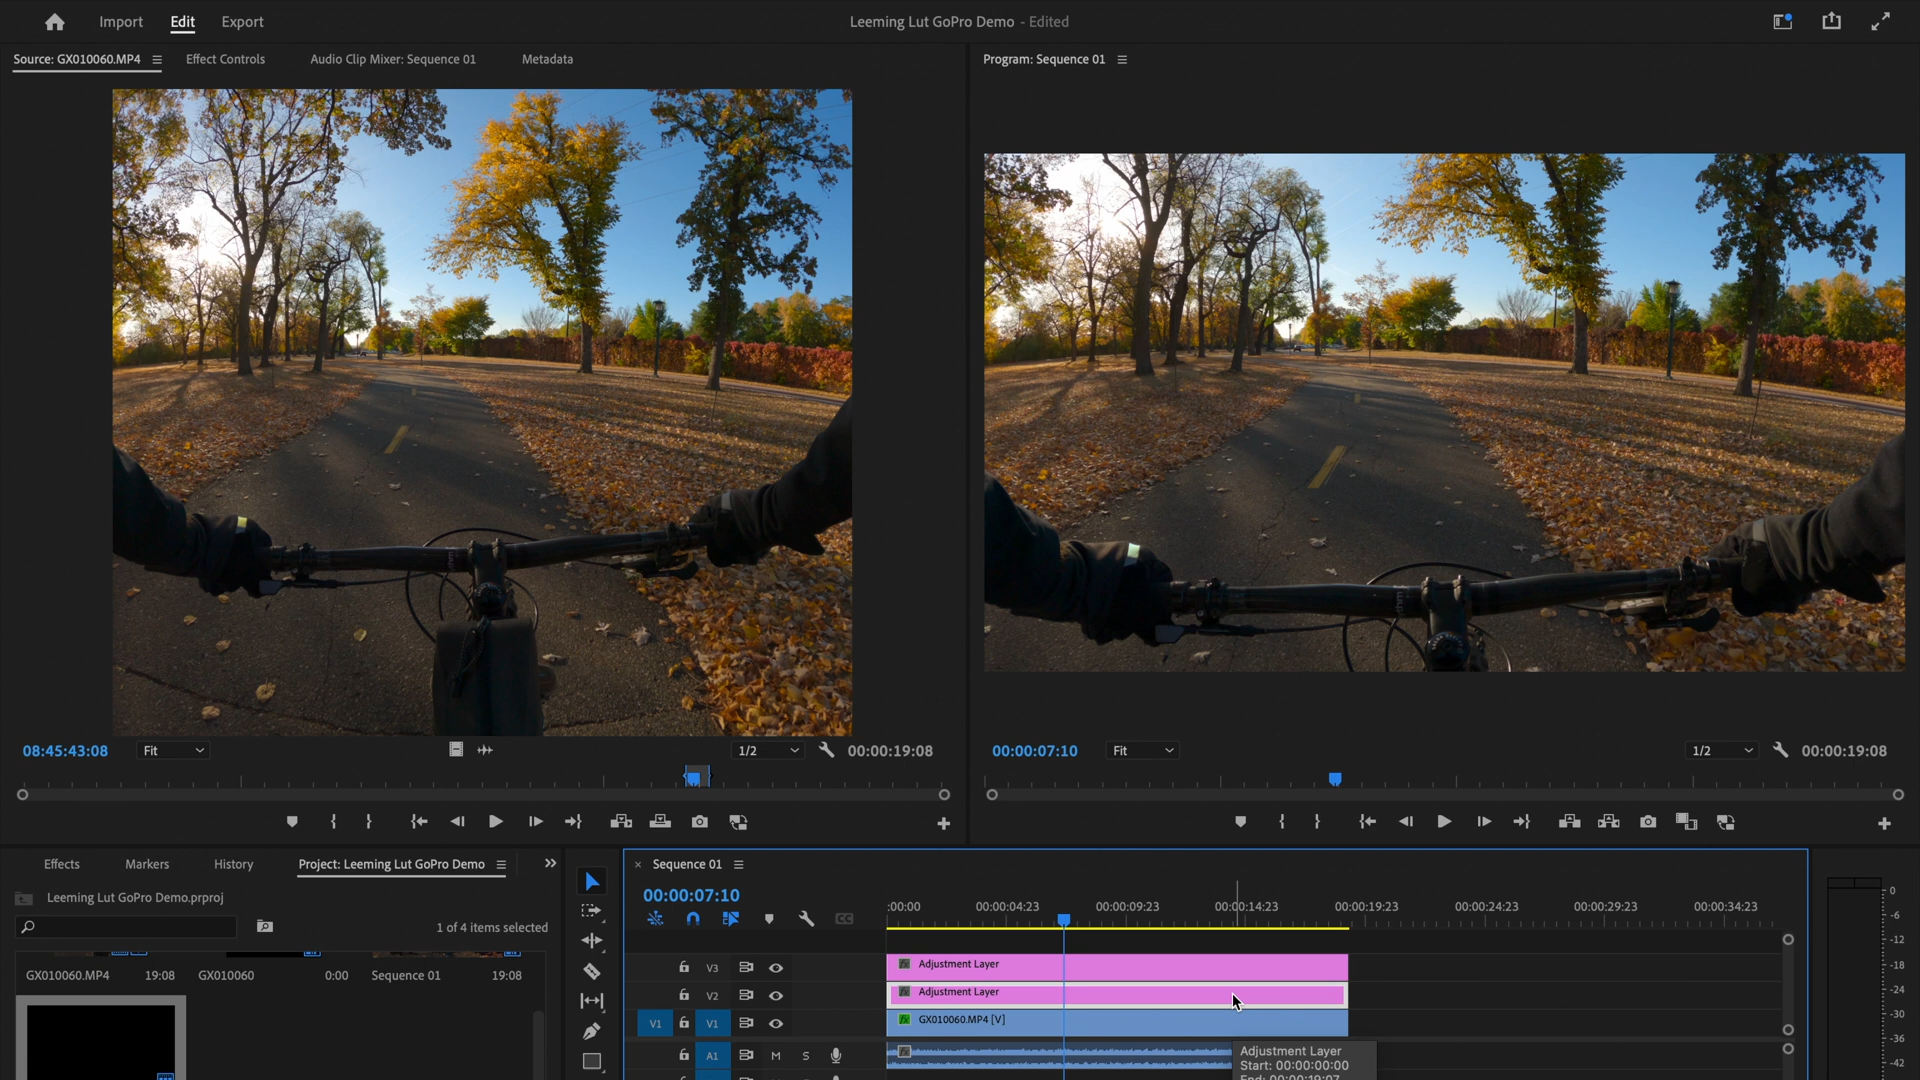 Import Edit Export Leeming Lut GoPro Demo - Edited
Source: GX010060.MP4 Effect Controls Audio Clip Mixer: Sequence 01 Metadata Program: Sequence 01
08:45:43:08 Fit 1/2 00:00:19:08 00:00:07:10 Fit 1/2 00:00:19:08
Effects Markers History Project: Leeming Lut GoPro Demo
Leeming Lut GoPro Demo.prproj
1 of 4 items selected
GX010060.MP4 19:08 GX010060 0:00 Sequence 01 19:08
Sequence 01
00:00:07:10
:00:00 00:00:04:23 00:00:09:23 00:00:14:23 00:00:19:23 00:00:24:23 00:00:29:23 00:00:34:23
V3 Adjustment Layer
V2 Adjustment Layer
V1 V1 GX010060.MP4 [V]
A1 M S
Adjustment Layer
Start: 00:00:00:00
End: 00:00:19:07
0
-6
-12
-18
-24
-30
-36
-42